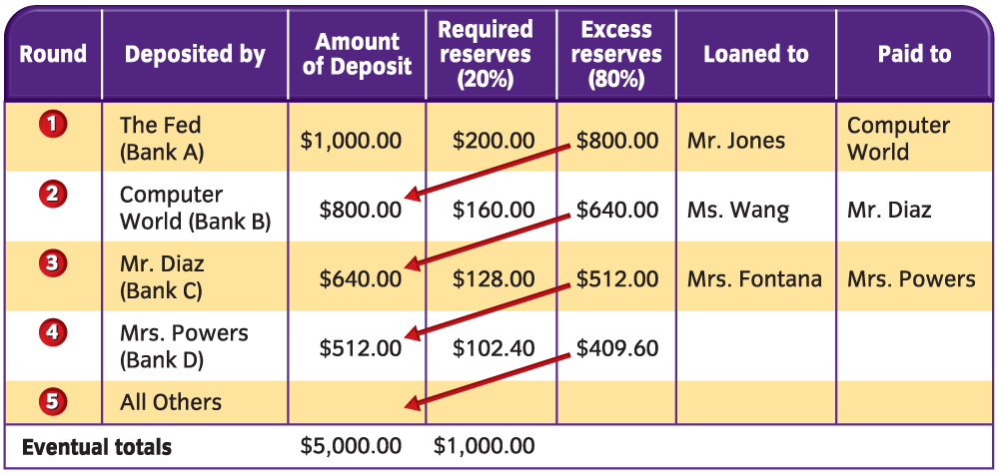 Round
Deposited by
Amount
of Deposit
Required
reserves
(20%)
Excess
reserves
(80%)
Loaned to
Paid to
1
The Fed
(Bank A)
$1,000.00
$200.00
$800.00
Mr. Jones
Computer
World
2
Computer
World (Bank B)
$800.00
$160.00
$640.00
Ms. Wang
Mr. Diaz
3
Mr. Diaz
(Bank C)
$640.00
$128.00
$512.00
Mrs. Fontana
Mrs. Powers
4
Mrs. Powers
(Bank D)
$512.00
$102.40
$409.60
5
All Others
Eventual totals
$5,000.00
$1,000.00